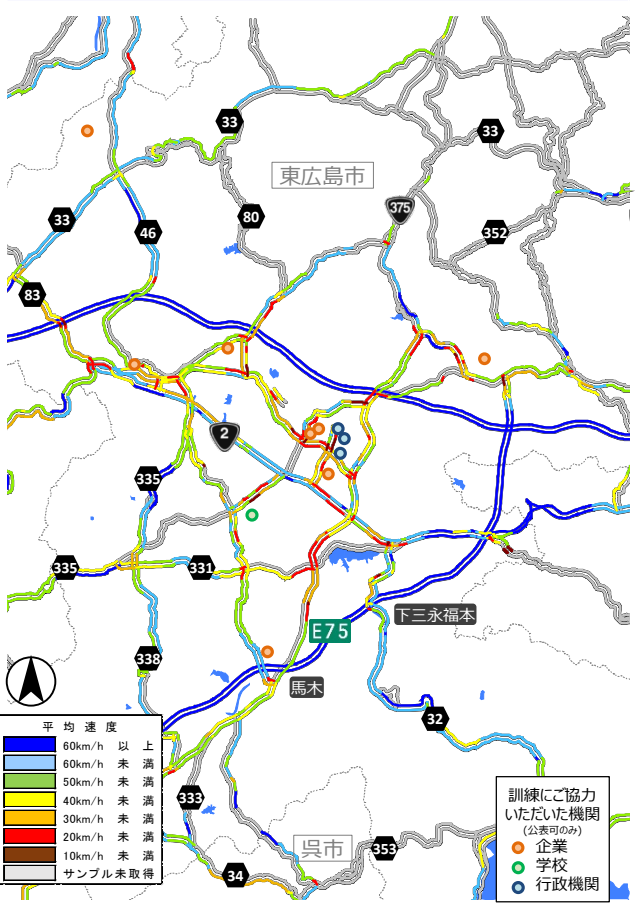 33
33
東広島市
375
33
80
46
352
83
2
335
335
331
下三永福本
E75
338
馬木
32
平均速度
60km/h 以上
60km/h 未満
50km/h 未満
40km/h 未満
30km/h 未満
20km/h 未満
10km/h 未満
サンプル未取得
訓練にご協力
いただいた機関
(公表可のみ)
企業
学校
行政機関
333
呉市
353
34